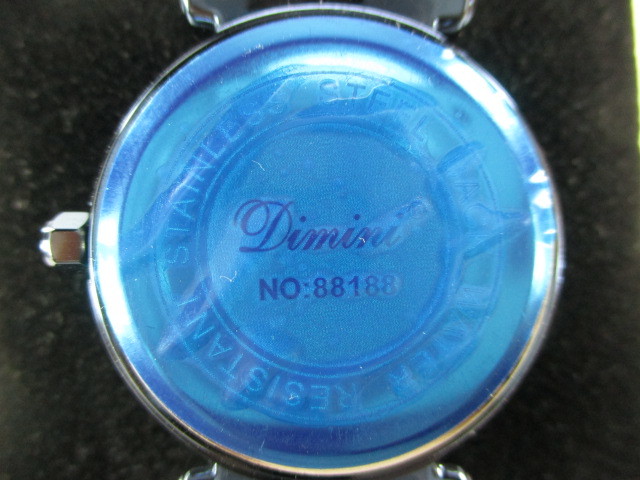 STAINLESS STEEL
Dimini
NO:88188
WATER RESISTANT